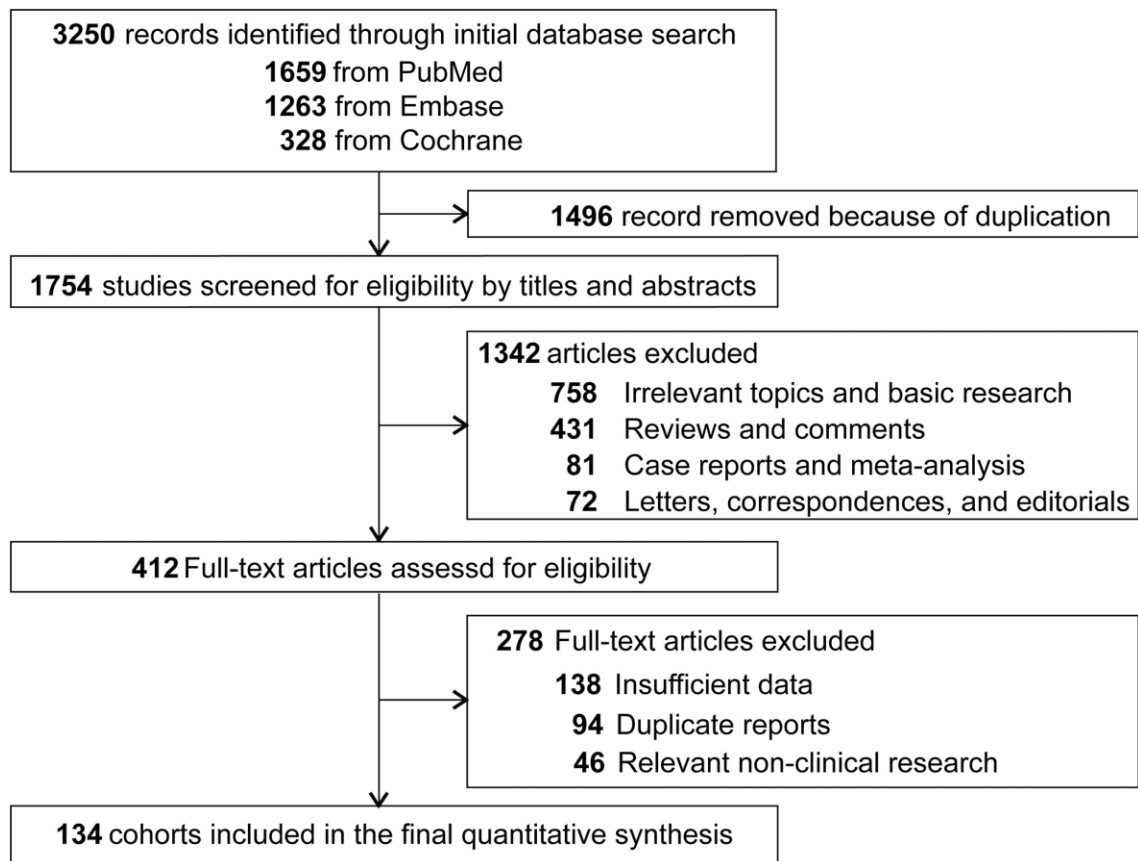 3250 records identified through initial database search
1659 from PubMed
1263 from Embase
328 from Cochrane
1496 record removed because of duplication
1754 studies screened for eligibility by titles and abstracts
1342 articles excluded
758 Irrelevant topics and basic research
431 Reviews and comments
81 Case reports and meta-analysis
72 Letters, correspondences, and editorials
412 Full-text articles assessd for eligibility
278 Full-text articles excluded
138 Insufficient data
94 Duplicate reports
46 Relevant non-clinical research
134 cohorts included in the final quantitative synthesis